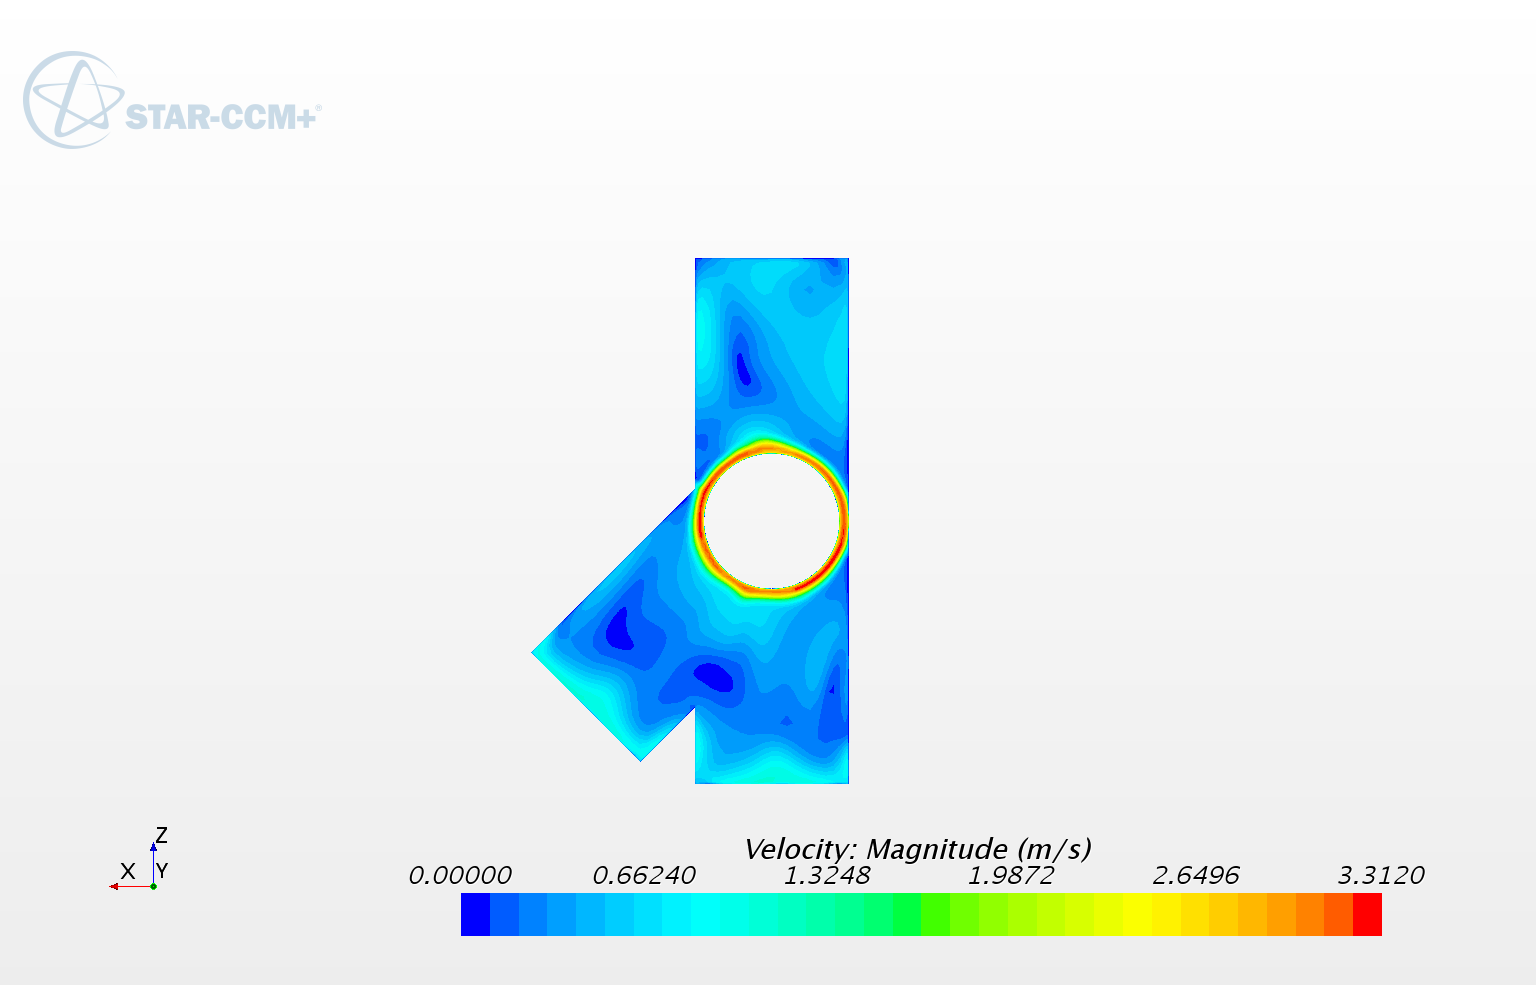 STAR-CCM+®
Z
X Y
Velocity: Magnitude (m/s)
0.00000 0.66240 1.3248 1.9872 2.6496 3.3120